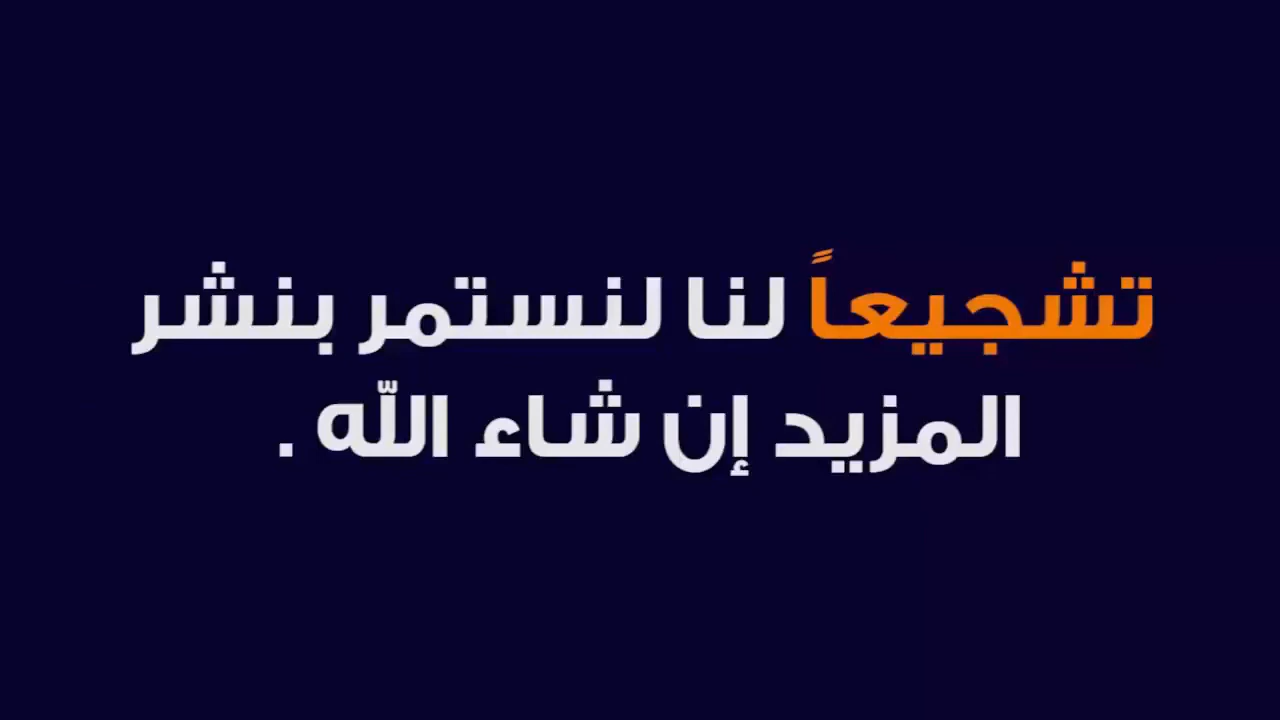 تشجيعاً لنا لنستمر بنشر
المزيد إن شاء اللّه .